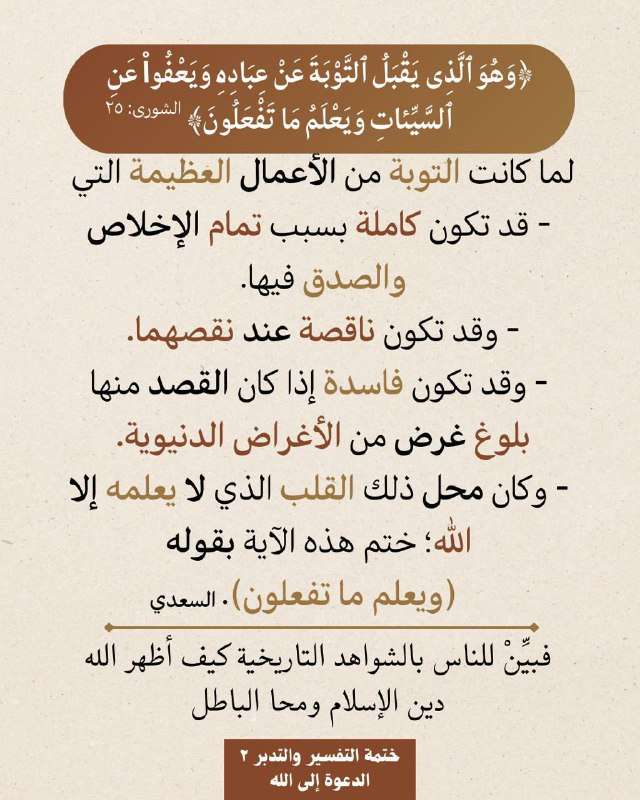 ﴿وَهُوَ ٱلَّذِى يَقْبَلُ ٱلتَّوْبَةَ عَنْ عِبَادِهِۦ وَيَعْفُوا۟ عَنِ
ٱلسَّيِّـَٔاتِ وَيَعْلَمُ مَا تَفْعَلُونَ﴾ الشورى: ٢٥
لما كانت التوبة من الأعمال العظيمة التي
- قد تكون كاملة بسبب تمام الإخلاص
والصدق فيها.
- وقد تكون ناقصة عند نقصهما.
- وقد تكون فاسدة إذا كان القصد منها
بلوغ غرض من الأغراض الدنيوية.
- وكان محل ذلك القلب الذي لا يعلمه إلا
الله؛ ختم هذه الآية بقوله
(ويعلم ما تفعلون). السعدي
فبيِّنْ للناس بالشواهد التاريخية كيف أظهر الله
دين الإسلام ومحا الباطل
ختمة التفسير والتدبر ٢
الدعوة إلى الله